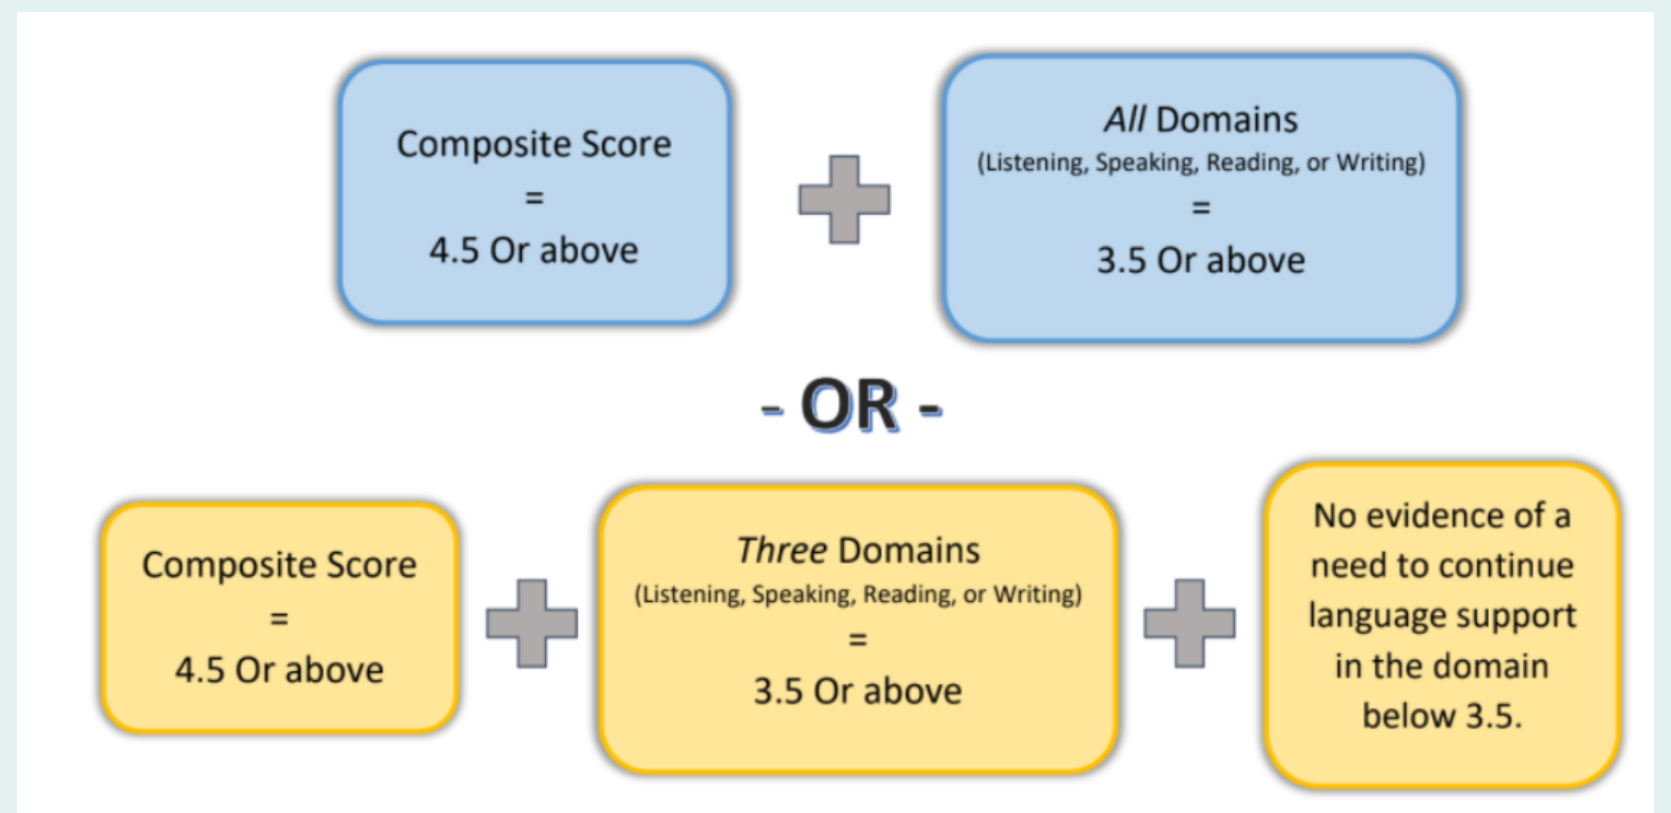 Composite Score
=
4.5 Or above
All Domains
(Listening, Speaking, Reading, or Writing)
=
3.5 Or above
- OR -
Composite Score
=
4.5 Or above
Three Domains
(Listening, Speaking, Reading, or Writing)
=
3.5 Or above
No evidence of a
need to continue
language support
in the domain
below 3.5.